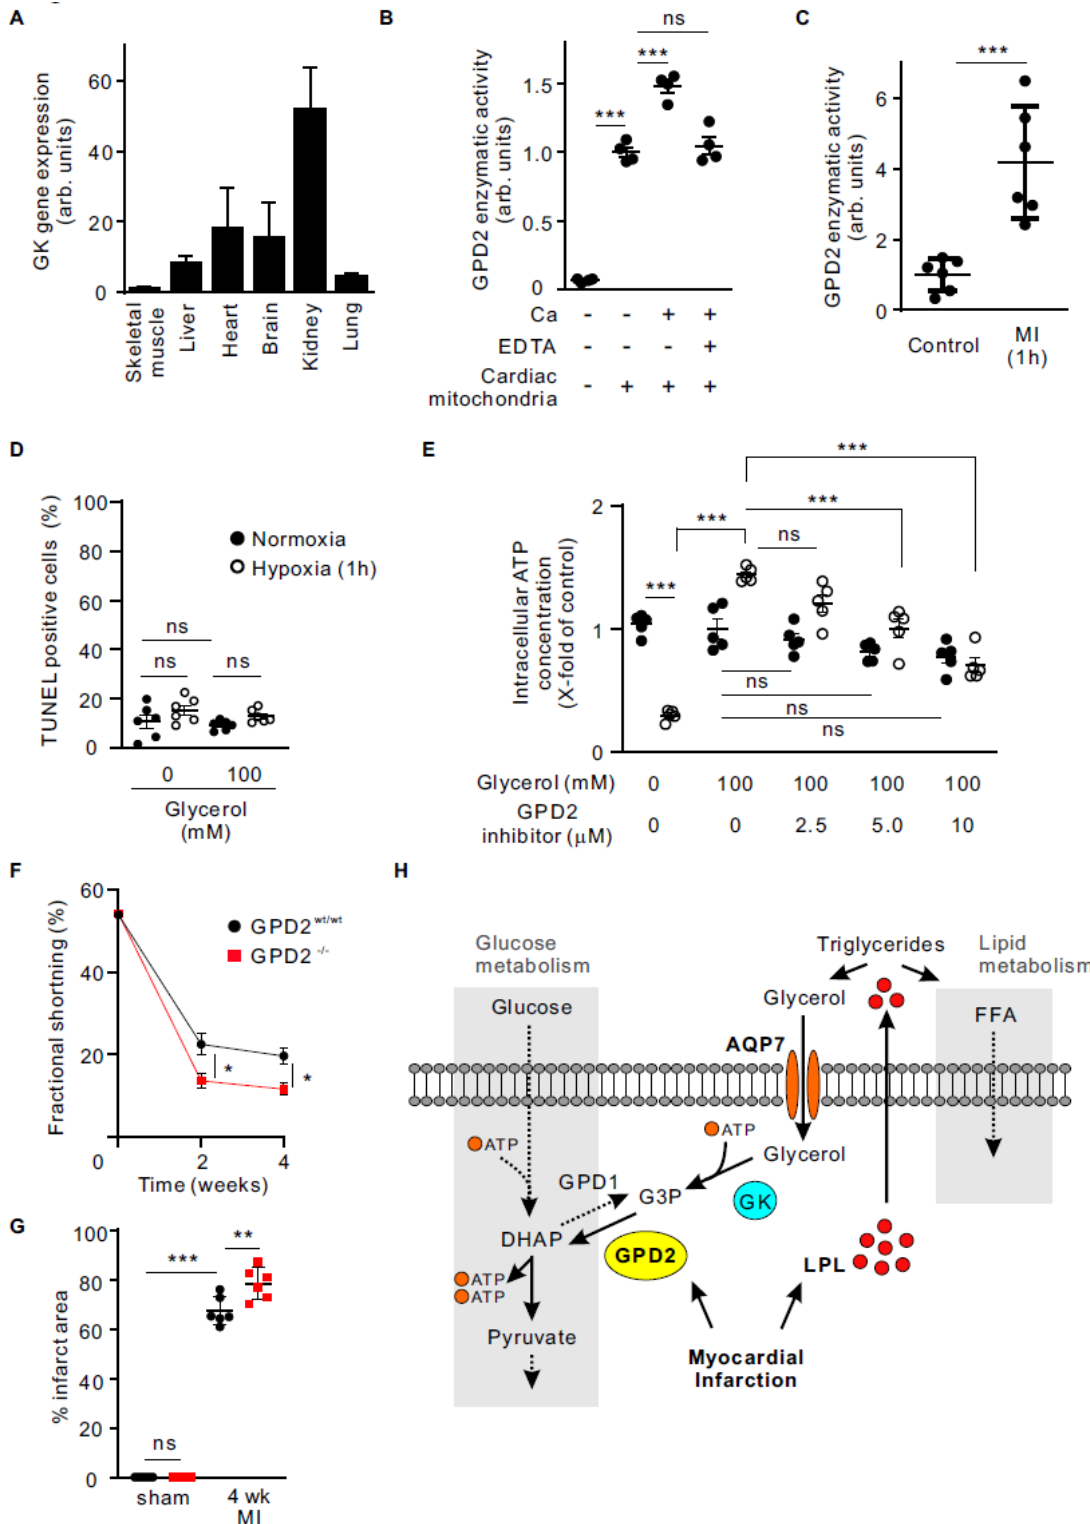 A
GK gene expression
(arb. units)
60
40
20
0
Skeletal
muscle
Liver
Heart
Brain
Kidney
Lung
B
GPD2 enzymatic activity
(arb. units)
1.5
1.0
0.5
0
***
***
ns
Ca - - + +
EDTA - - - +
Cardiac
mitochondria - + + +
C
GPD2 enzymatic activity
(arb. units)
6
4
2
0
***
Control
MI
(1h)
D
TUNEL positive cells (%)
100
80
60
40
20
0
Normoxia
Hypoxia (1h)
ns
ns
ns
0 100
Glycerol
(mM)
E
Intracellular ATP
concentration
(X-fold of control)
2
1
0
***
***
***
***
ns
ns
ns
ns
Glycerol (mM) 0 100 100 100 100
GPD2
inhibitor (μM) 0 0 2.5 5.0 10
F
Fractional shortning (%)
60
40
20
0
GPD2 wt/wt
GPD2 -/-
*
*
2 4
Time (weeks)
G
% infarct area
100
80
60
40
20
0
***
**
ns
sham
4 wk
MI
H
Glucose
metabolism
Glucose
Triglycerides
Lipid
metabolism
Glycerol
FFA
AQP7
ATP
ATP
Glycerol
GPD1
G3P
GK
DHAP
GPD2
LPL
ATP
ATP
Pyruvate
Myocardial
Infarction